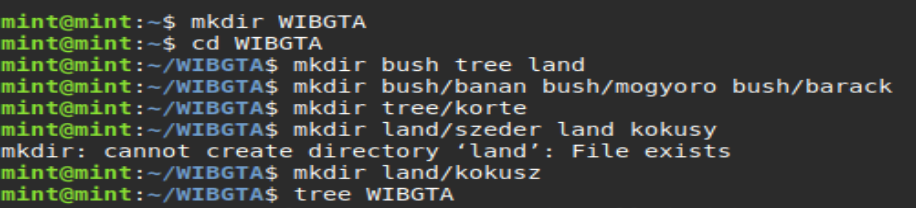 mint@mint:~$ mkdir WIBGTA
mint@mint:~$ cd WIBGTA
mint@mint:~/WIBGTA$ mkdir bush tree land
mint@mint:~/WIBGTA$ mkdir bush/banan bush/mogyoro bush/barack
mint@mint:~/WIBGTA$ mkdir tree/korte
mint@mint:~/WIBGTA$ mkdir land/szeder land kokusy
mkdir: cannot create directory ‘land’: File exists
mint@mint:~/WIBGTA$ mkdir land/kokusz
mint@mint:~/WIBGTA$ tree WIBGTA